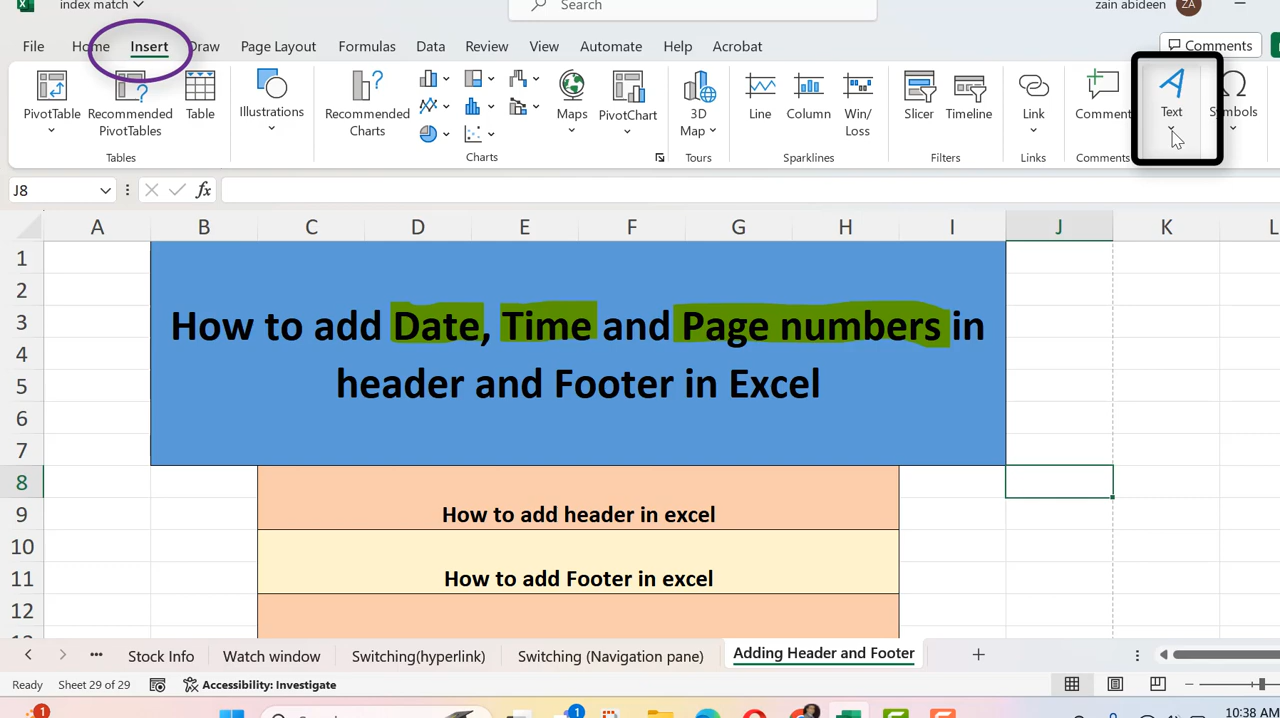 index match
Search
zain abideen
ZA
File Home Insert Draw Page Layout Formulas Data Review View Automate Help Acrobat
Comments
PivotTable
Recommended
PivotTables
Table
Illustrations
Recommended
Charts
Maps
PivotChart
3D
Map
Line
Column
Win/
Loss
Slicer
Timeline
Link
Comment
Text
Symbols
Tables
Charts
Tours
Sparklines
Filters
Links
Comments
J8
fx
A B C D E F G H I J K L
1
2
3
4
5
6
7
8
9
10
11
12
How to add Date, Time and Page numbers in
header and Footer in Excel
How to add header in excel
How to add Footer in excel
Stock Info Watch window Switching(hyperlink) Switching (Navigation pane) Adding Header and Footer
Ready Sheet 29 of 29 Accessibility: Investigate
1
1
10:38 AM